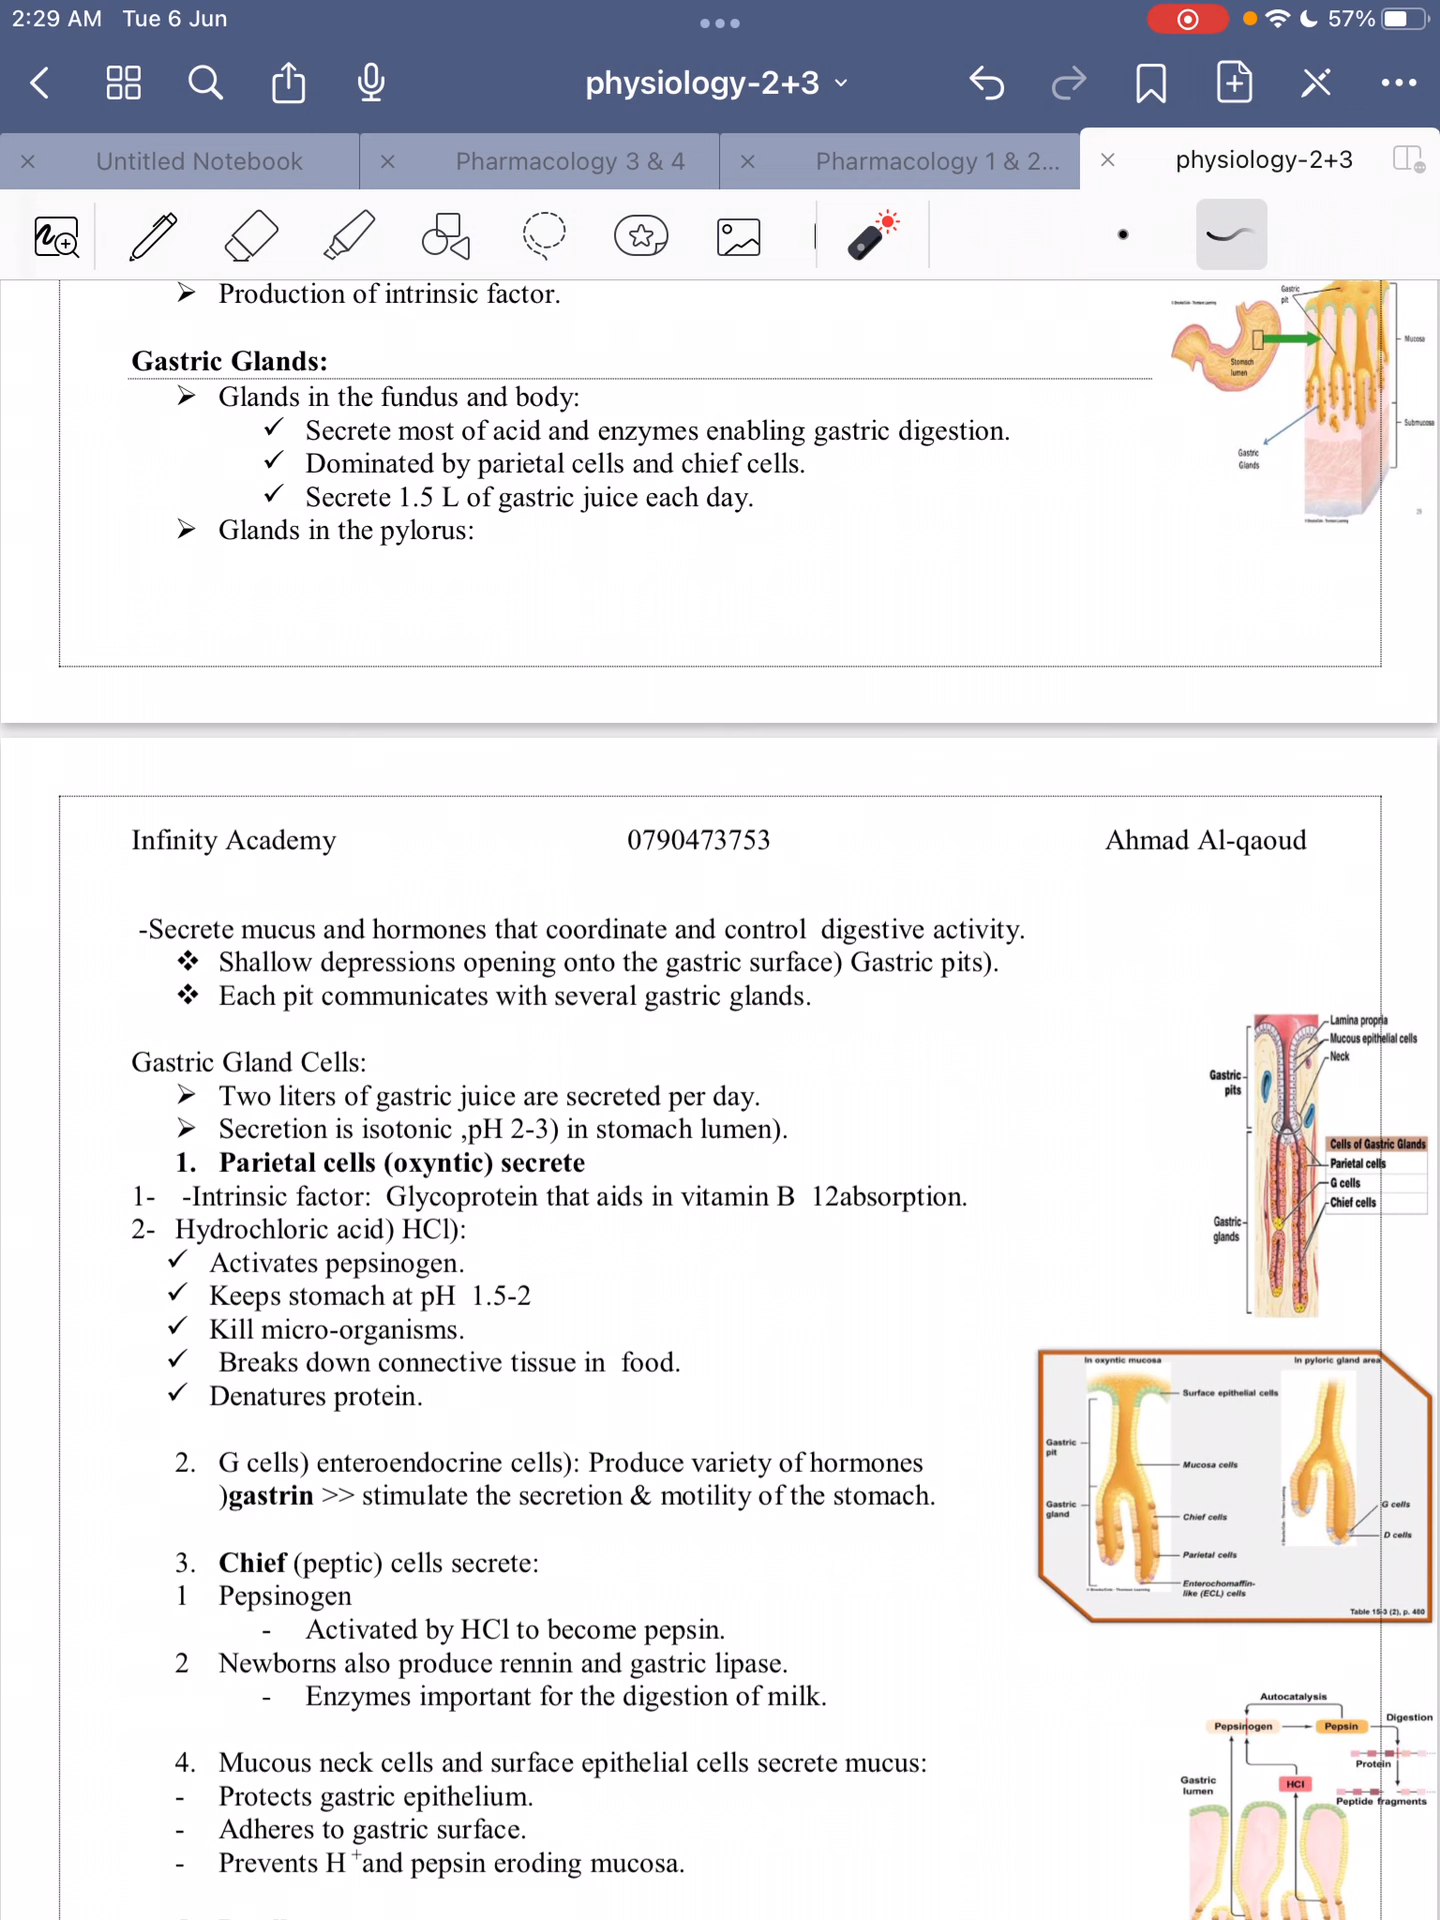 2:29 AM Tue 6 Jun
57%
physiology-2+3
Untitled Notebook
Pharmacology 3 & 4
Pharmacology 1 & 2...
physiology-2+3
➢ Production of intrinsic factor.
Gastric Glands:
➢ Glands in the fundus and body:
✓ Secrete most of acid and enzymes enabling gastric digestion.
✓ Dominated by parietal cells and chief cells.
✓ Secrete 1.5 L of gastric juice each day.
➢ Glands in the pylorus:
Gastric
pit
Stomach
lumen
Mucosa
Submucosa
Gastric
Glands
Infinity Academy 0790473753 Ahmad Al-qaoud
-Secrete mucus and hormones that coordinate and control digestive activity.
❖ Shallow depressions opening onto the gastric surface) Gastric pits).
❖ Each pit communicates with several gastric glands.
Gastric Gland Cells:
➢ Two liters of gastric juice are secreted per day.
➢ Secretion is isotonic ,pH 2-3) in stomach lumen).
1. Parietal cells (oxyntic) secrete
1- -Intrinsic factor: Glycoprotein that aids in vitamin B 12absorption.
2- Hydrochloric acid) HCl):
✓ Activates pepsinogen.
✓ Keeps stomach at pH 1.5-2
✓ Kill micro-organisms.
✓ Breaks down connective tissue in food.
✓ Denatures protein.
2. G cells) enteroendocrine cells): Produce variety of hormones
)gastrin >> stimulate the secretion & motility of the stomach.
3. Chief (peptic) cells secrete:
1 Pepsinogen
- Activated by HCl to become pepsin.
2 Newborns also produce rennin and gastric lipase.
- Enzymes important for the digestion of milk.
4. Mucous neck cells and surface epithelial cells secrete mucus:
- Protects gastric epithelium.
- Adheres to gastric surface.
- Prevents H+and pepsin eroding mucosa.
Lamina propria
Mucous epithelial cells
Neck
Gastric
pits
Cells of Gastric Glands
Parietal cells
G cells
Chief cells
Gastric
glands
In oxyntic mucosa
In pyloric gland area
Surface epithelial cells
Gastric
pit
Mucosa cells
Gastric
gland
Chief cells
Parietal cells
Enterochomaffin-
like (ECL) cells
G cells
D cells
Table 15-3 (2), p. 480
Autocatalysis
Pepsinogen
Pepsin
Digestion
Protein
Gastric
lumen
HCl
Peptide fragments